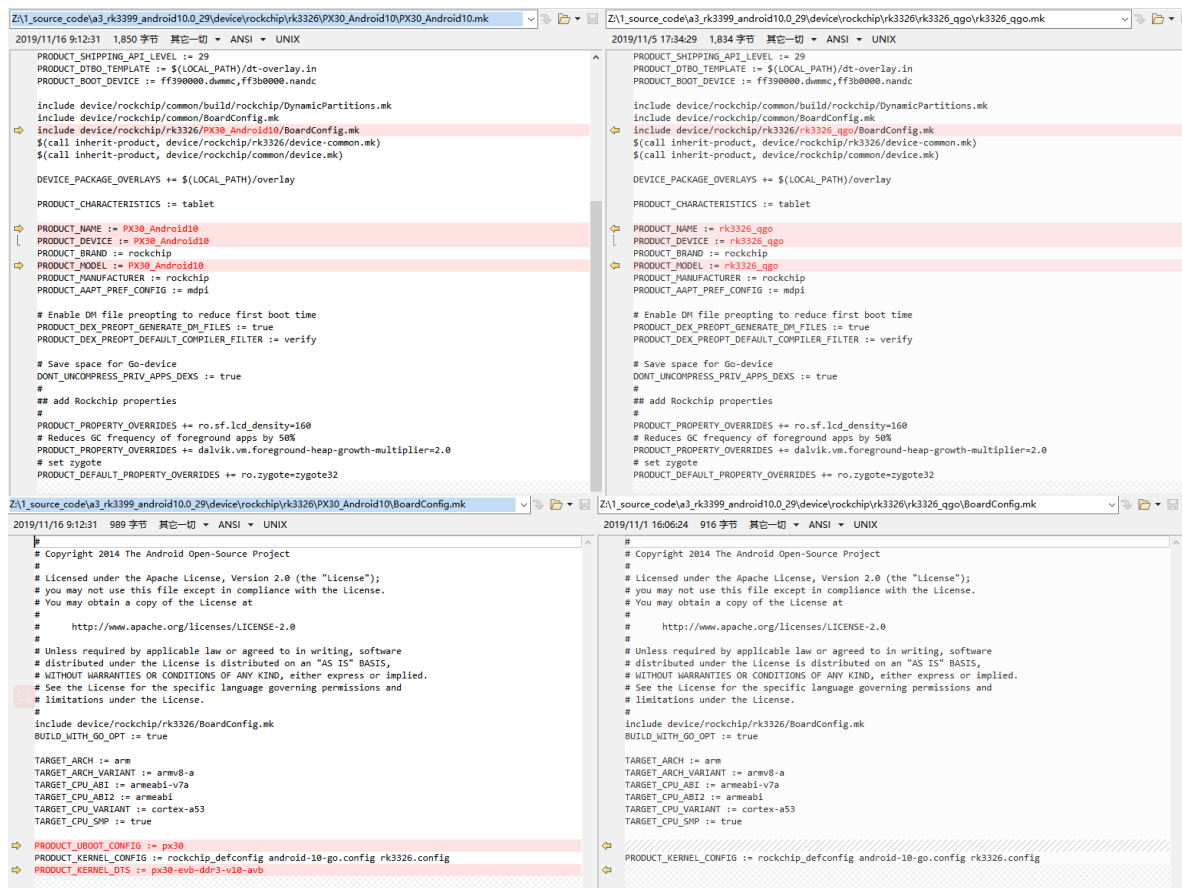 Z:\1_source_code\a3_rk3399_android10.0_29\device\rockchip\rk3326\PX30_Android10\PX30_Android10.mk
2019/11/16 9:12:31 1,850 字节 其它一切 ANSI UNIX
PRODUCT_SHIPPING_API_LEVEL := 29
PRODUCT_DTBO_TEMPLATE := $(LOCAL_PATH)/dt-overlay.in
PRODUCT_BOOT_DEVICE := ff390000.dwmmc,ff3b0000.nandc
include device/rockchip/common/build/rockchip/DynamicPartitions.mk
include device/rockchip/common/BoardConfig.mk
include device/rockchip/rk3326/PX30_Android10/BoardConfig.mk
$(call inherit-product, device/rockchip/rk3326/device-common.mk)
$(call inherit-product, device/rockchip/common/device.mk)
DEVICE_PACKAGE_OVERLAYS += $(LOCAL_PATH)/overlay
PRODUCT_CHARACTERISTICS := tablet
PRODUCT_NAME := PX30_Android10
PRODUCT_DEVICE := PX30_Android10
PRODUCT_BRAND := rockchip
PRODUCT_MODEL := PX30_Android10
PRODUCT_MANUFACTURER := rockchip
PRODUCT_AAPT_PREF_CONFIG := mdpi
# Enable DM file preopting to reduce first boot time
PRODUCT_DEX_PREOPT_GENERATE_DM_FILES := true
PRODUCT_DEX_PREOPT_DEFAULT_COMPILER_FILTER := verify
# Save space for Go-device
DONT_UNCOMPRESS_PRIV_APPS_DEXS := true
#
## add Rockchip properties
#
PRODUCT_PROPERTY_OVERRIDES += ro.sf.lcd_density=160
# Reduces GC frequency of foreground apps by 50%
PRODUCT_PROPERTY_OVERRIDES += dalvik.vm.foreground-heap-growth-multiplier=2.0
# set zygote
PRODUCT_DEFAULT_PROPERTY_OVERRIDES += ro.zygote=zygote32
Z:\1_source_code\a3_rk3399_android10.0_29\device\rockchip\rk3326\rk3326_qgo\rk3326_qgo.mk
2019/11/5 17:34:29 1,834 字节 其它一切 ANSI UNIX
PRODUCT_SHIPPING_API_LEVEL := 29
PRODUCT_DTBO_TEMPLATE := $(LOCAL_PATH)/dt-overlay.in
PRODUCT_BOOT_DEVICE := ff390000.dwmmc,ff3b0000.nandc
include device/rockchip/common/build/rockchip/DynamicPartitions.mk
include device/rockchip/common/BoardConfig.mk
include device/rockchip/rk3326/rk3326_qgo/BoardConfig.mk
$(call inherit-product, device/rockchip/rk3326/device-common.mk)
$(call inherit-product, device/rockchip/common/device.mk)
DEVICE_PACKAGE_OVERLAYS += $(LOCAL_PATH)/overlay
PRODUCT_CHARACTERISTICS := tablet
PRODUCT_NAME := rk3326_qgo
PRODUCT_DEVICE := rk3326_qgo
PRODUCT_BRAND := rockchip
PRODUCT_MODEL := rk3326_qgo
PRODUCT_MANUFACTURER := rockchip
PRODUCT_AAPT_PREF_CONFIG := mdpi
# Enable DM file preopting to reduce first boot time
PRODUCT_DEX_PREOPT_GENERATE_DM_FILES := true
PRODUCT_DEX_PREOPT_DEFAULT_COMPILER_FILTER := verify
# Save space for Go-device
DONT_UNCOMPRESS_PRIV_APPS_DEXS := true
#
## add Rockchip properties
#
PRODUCT_PROPERTY_OVERRIDES += ro.sf.lcd_density=160
# Reduces GC frequency of foreground apps by 50%
PRODUCT_PROPERTY_OVERRIDES += dalvik.vm.foreground-heap-growth-multiplier=2.0
# set zygote
PRODUCT_DEFAULT_PROPERTY_OVERRIDES += ro.zygote=zygote32
Z:\1_source_code\a3_rk3399_android10.0_29\device\rockchip\rk3326\PX30_Android10\BoardConfig.mk
2019/11/16 9:12:31 989 字节 其它一切 ANSI UNIX
#
# Copyright 2014 The Android Open-Source Project
#
# Licensed under the Apache License, Version 2.0 (the "License");
# you may not use this file except in compliance with the License.
# You may obtain a copy of the License at
#
# http://www.apache.org/licenses/LICENSE-2.0
#
# Unless required by applicable law or agreed to in writing, software
# distributed under the License is distributed on an "AS IS" BASIS,
# WITHOUT WARRANTIES OR CONDITIONS OF ANY KIND, either express or implied.
# See the License for the specific language governing permissions and
# limitations under the License.
#
include device/rockchip/rk3326/BoardConfig.mk
BUILD_WITH_GO_OPT := true
TARGET_ARCH := arm
TARGET_ARCH_VARIANT := armv8-a
TARGET_CPU_ABI := armeabi-v7a
TARGET_CPU_ABI2 := armeabi
TARGET_CPU_VARIANT := cortex-a53
TARGET_CPU_SMP := true
PRODUCT_UBOOT_CONFIG := px30
PRODUCT_KERNEL_CONFIG := rockchip_defconfig android-10-go.config rk3326.config
PRODUCT_KERNEL_DTS := px30-evb-ddr3-v10-avb
Z:\1_source_code\a3_rk3399_android10.0_29\device\rockchip\rk3326\rk3326_qgo\BoardConfig.mk
2019/11/1 16:06:24 916 字节 其它一切 ANSI UNIX
#
# Copyright 2014 The Android Open-Source Project
#
# Licensed under the Apache License, Version 2.0 (the "License");
# you may not use this file except in compliance with the License.
# You may obtain a copy of the License at
#
# http://www.apache.org/licenses/LICENSE-2.0
#
# Unless required by applicable law or agreed to in writing, software
# distributed under the License is distributed on an "AS IS" BASIS,
# WITHOUT WARRANTIES OR CONDITIONS OF ANY KIND, either express or implied.
# See the License for the specific language governing permissions and
# limitations under the License.
#
include device/rockchip/rk3326/BoardConfig.mk
BUILD_WITH_GO_OPT := true
TARGET_ARCH := arm
TARGET_ARCH_VARIANT := armv8-a
TARGET_CPU_ABI := armeabi-v7a
TARGET_CPU_ABI2 := armeabi
TARGET_CPU_VARIANT := cortex-a53
TARGET_CPU_SMP := true
PRODUCT_KERNEL_CONFIG := rockchip_defconfig android-10-go.config rk3326.config